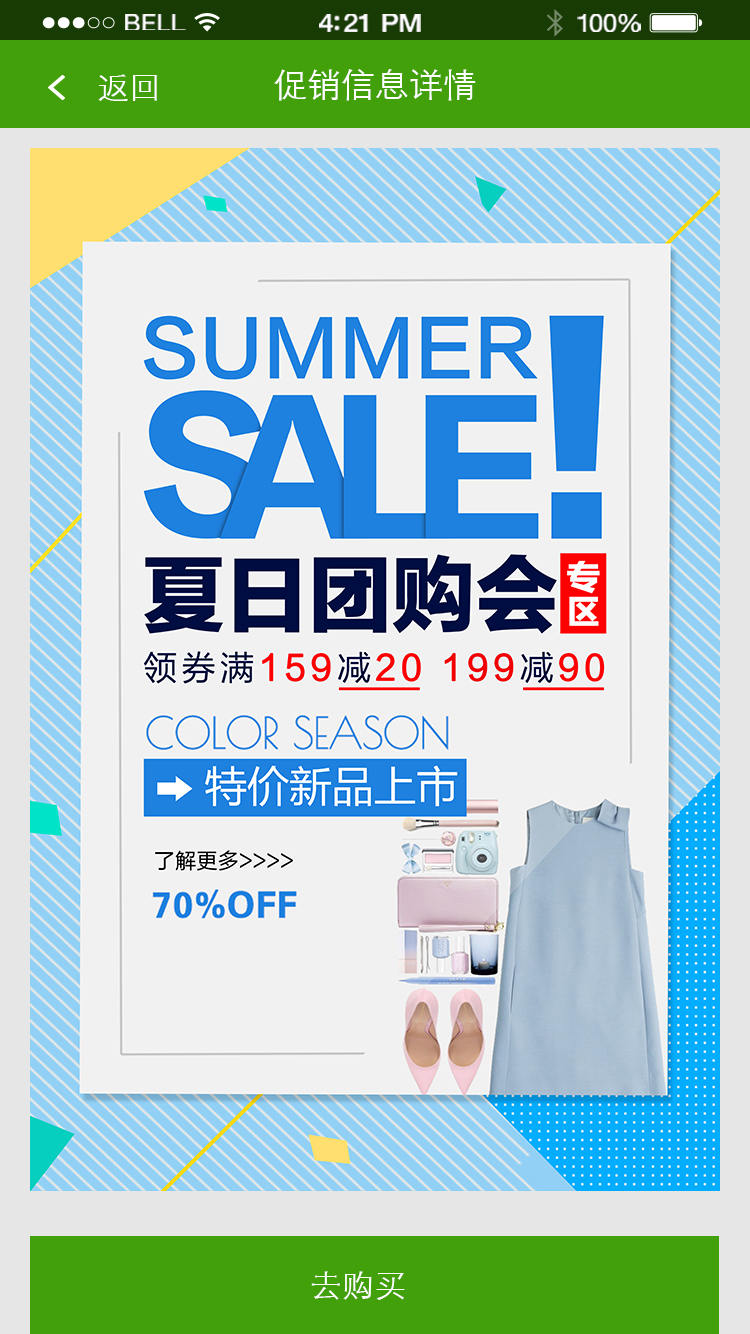 BELL 4:21 PM 100%
返回 促销信息详情
SUMMER
SALE!
夏日团购会 专区
领券满159减20 199减90
COLOR SEASON
特价新品上市
了解更多>>>>
70%OFF
去购买